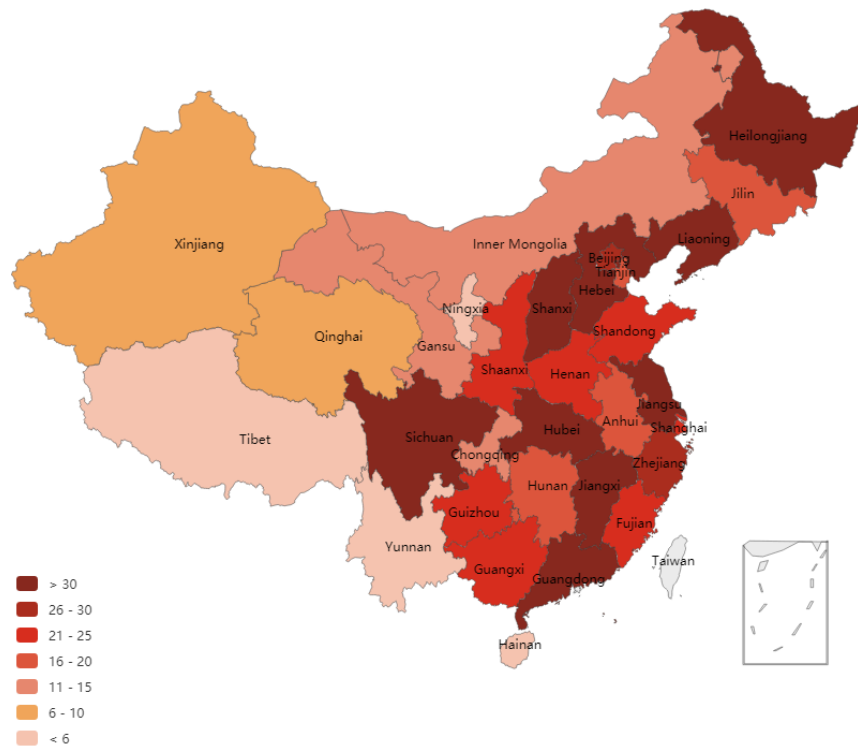 Heilongjiang
Jilin
Xinjiang
Inner Mongolia
Liaoning
Beijing
Tianjin
Hebei
Ningxia
Shanxi
Qinghai
Gansu
Shandong
Shaanxi
Henan
Jiangsu
Tibet
Sichuan
Hubei
Anhui
Shanghai
Chongqing
Zhejiang
Hunan
Jiangxi
Guizhou
Fujian
Yunnan
Guangxi
Guangdong
Taiwan
Hainan
> 30
26 - 30
21 - 25
16 - 20
11 - 15
6 - 10
< 6